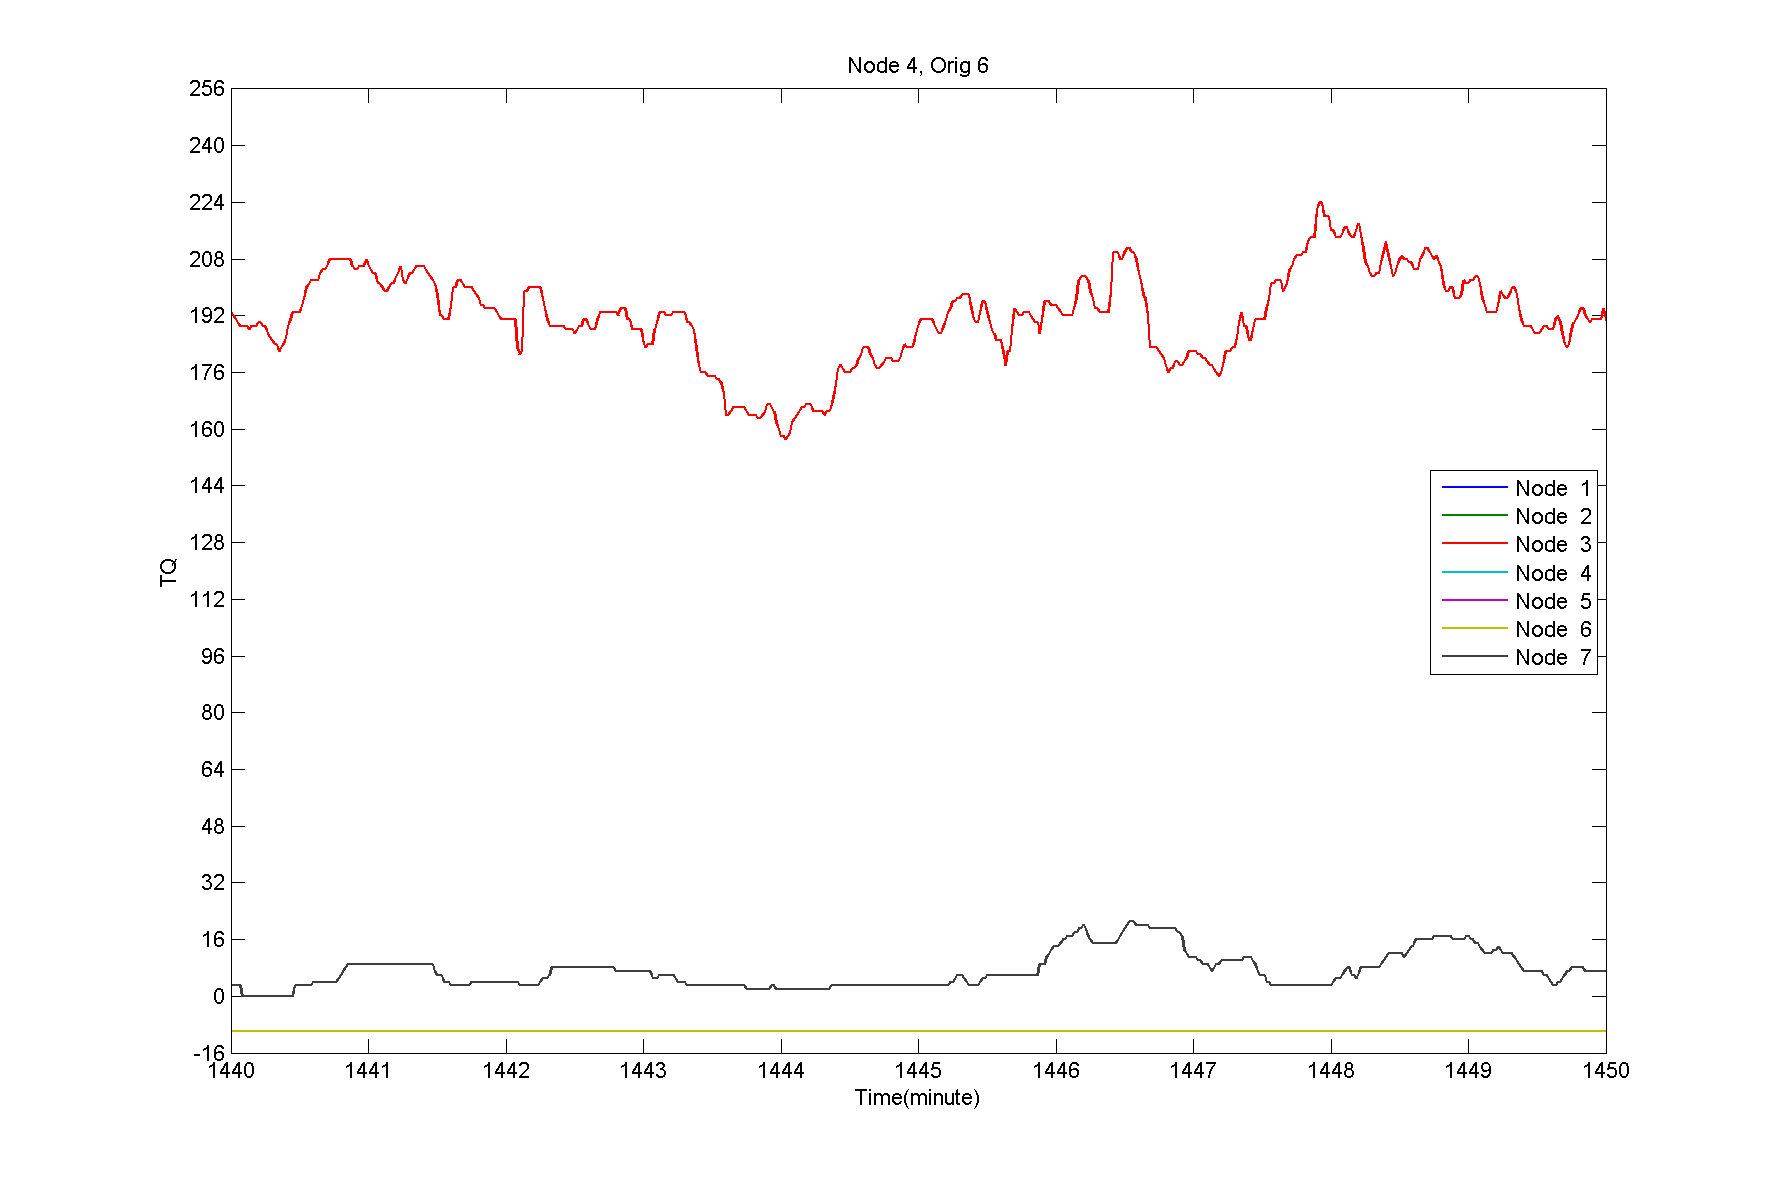 Node 4, Orig 6
256
240
224
208
192
176
160
144
128
112
96
80
64
48
32
16
0
-16
TQ
Node 1
Node 2
Node 3
Node 4
Node 5
Node 6
Node 7
1440 1441 1442 1443 1444 1445 1446 1447 1448 1449 1450
Time(minute)